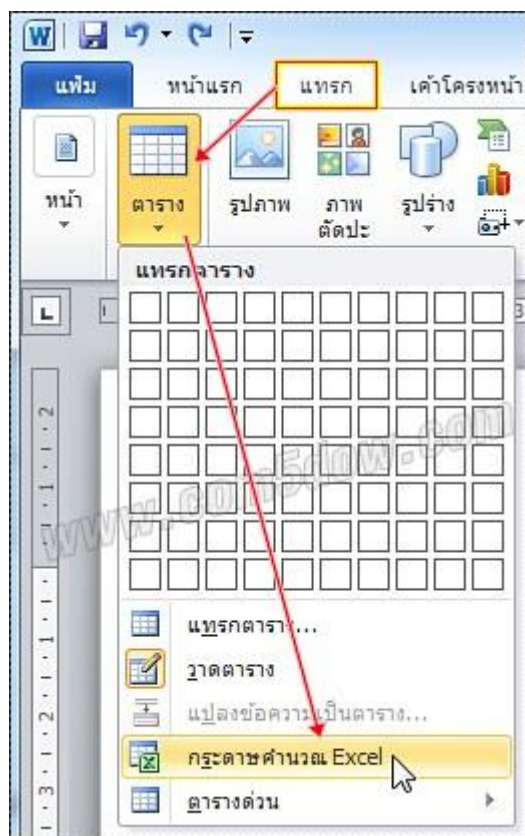 W
แฟ้ม หน้าแรก แทรก เค้าโครงหน้า
หน้า
ตาราง
รูปภาพ
ภาพ
ตัดปะ
รูปร่าง
แทรกตาราง
L
3
2
1
1
2
3
www.com5dow.com
แทรกตาราง...
วาดตาราง
แปลงข้อความเป็นตาราง...
กระดาษคำนวณ Excel
ตารางด่วน